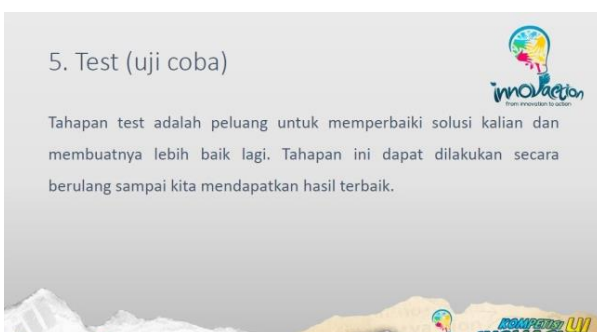 5. Test (uji coba)
innovaction
from innovation to action
Tahapan test adalah peluang untuk memperbaiki solusi kalian dan
membuatnya lebih baik lagi. Tahapan ini dapat dilakukan secara
berulang sampai kita mendapatkan hasil terbaik.
KOMPETISI
UI